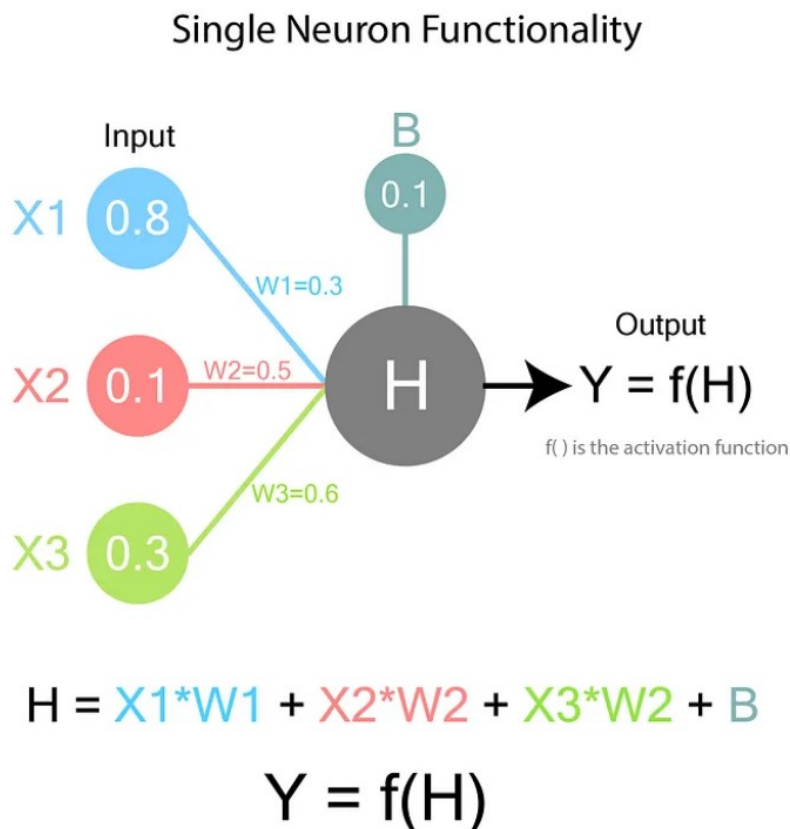 Single Neuron Functionality
Input
B
X1 0.8
0.1
W1=0.3
Output
X2 0.1 W2=0.5 H Y = f(H)
f( ) is the activation function
W3=0.6
X3 0.3
H = X1*W1 + X2*W2 + X3*W2 + B
Y = f(H)